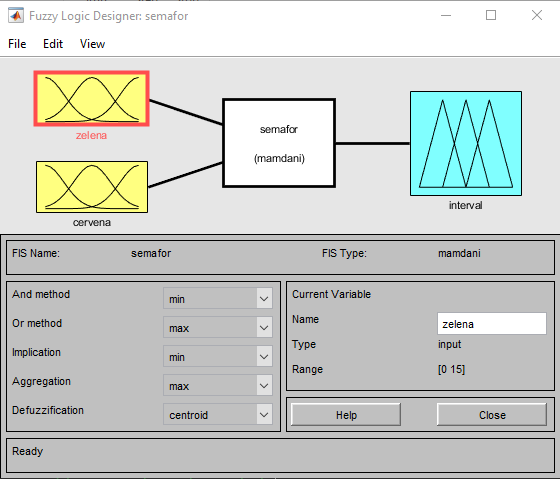 Fuzzy Logic Designer: semafor
File Edit View
zelena
cervena
semafor
(mamdani)
interval
FIS Name: semafor FIS Type: mamdani
And method min
Or method max
Implication min
Aggregation max
Defuzzification centroid
Current Variable
Name zelena
Type input
Range [0 15]
Help Close
Ready